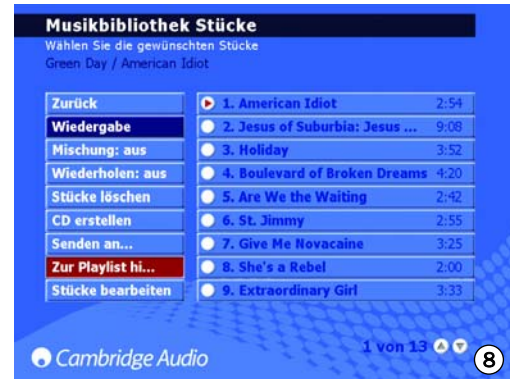 Musikbibliothek Stücke
Wählen Sie die gewünschten Stücke
Green Day / American Idiot
Zurück
Wiedergabe
Mischung: aus
Wiederholen: aus
Stücke löschen
CD erstellen
Senden an...
Zur Playlist hi...
Stücke bearbeiten
1. American Idiot 2:54
2. Jesus of Suburbia: Jesus ... 9:08
3. Holiday 3:52
4. Boulevard of Broken Dreams 4:20
5. Are We the Waiting 2:42
6. St. Jimmy 2:55
7. Give Me Novacaine 3:25
8. She's a Rebel 2:00
9. Extraordinary Girl 3:33
1 von 13
Cambridge Audio
8